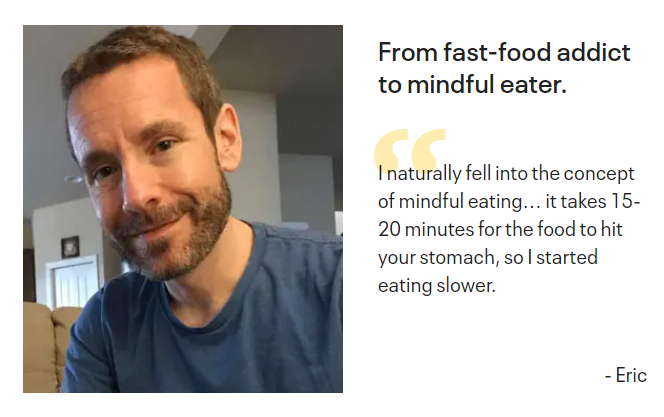 From fast-food addict
to mindful eater.
I naturally fell into the concept
of mindful eating... it takes 15-
20 minutes for the food to hit
your stomach, so I started
eating slower.
- Eric